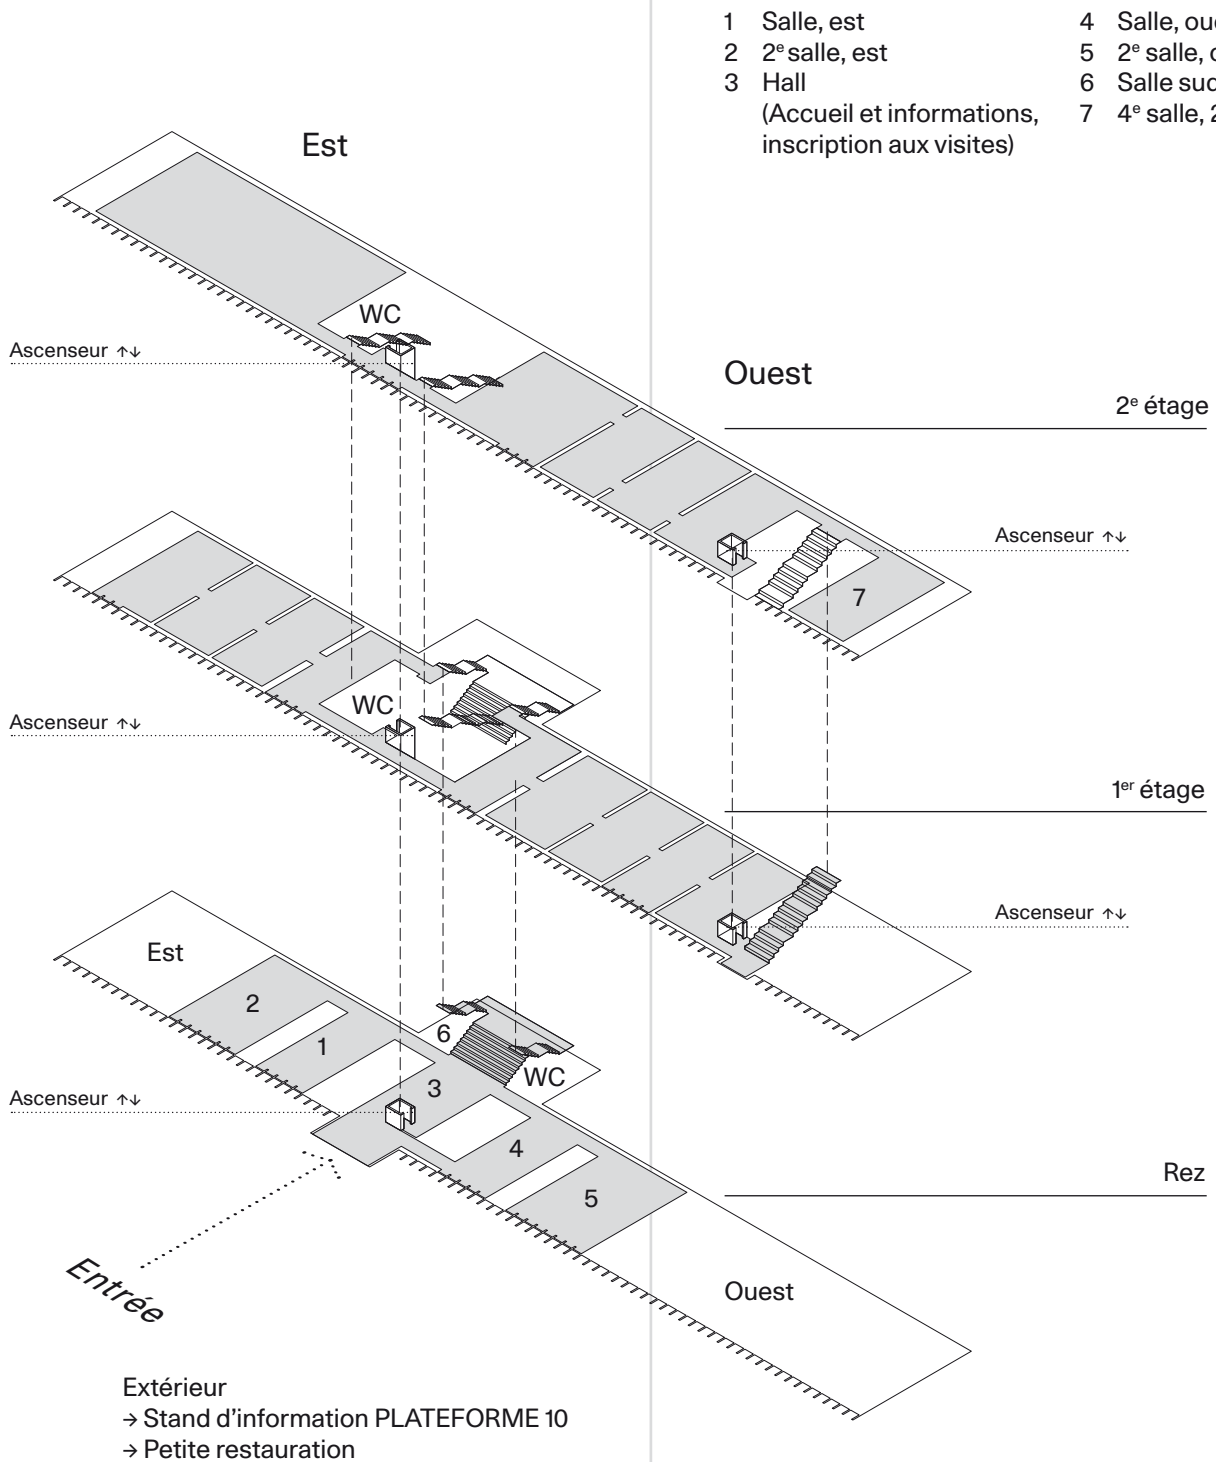 1 Salle, est
2 2e salle, est
3 Hall
(Accueil et informations,
inscription aux visites)
4 Salle,
5 2e salle,
6 Salle
7 4e salle,
Est
WC
Ascenseur ↑↓
Ouest
2e étage
Ascenseur ↑↓
7
WC
Ascenseur ↑↓
1er étage
Ascenseur ↑↓
Est
2
1
6
3
WC
Ascenseur ↑↓
4
5
Rez
Entrée
Ouest
Extérieur
→ Stand d’information PLATEFORME 10
→ Petite restauration